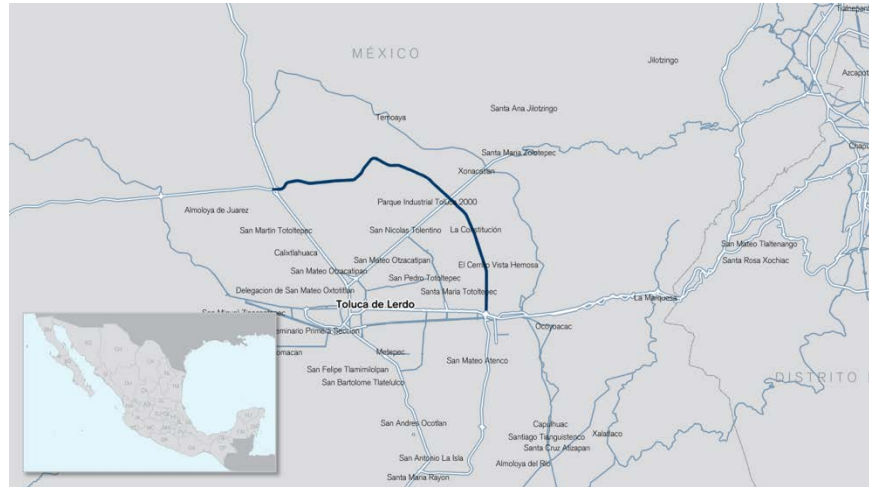 Tlalnepantla
MÉXICO
Jilotzingo
Santa Ana Jilotzingo
Temoaya
Santa Maria Zolotepec
Xonacatlan
Almoloya de Juarez
Parque Industrial Toluca 2000
San Martin Totoltepec
San Nicolas Tolentino
La Constitución
Calixtlahuaca
San Mateo Otzacatipan
San Mateo Otzacatipan
El Cerrito Vista Hermosa
San Mateo Tlaltenango
Santa Rosa Xochiac
San Pedro Totoltepec
Delegacion de San Mateo Oxtotitlan
Santa Maria Totoltepec
La Marquesa
Toluca de Lerdo
Seminario Primera Seccion
Ocoyoacac
Metepec
San Mateo Atenco
San Felipe Tlamimilolpan
San Bartolome Tlatelulco
DISTRITO
San Andres Ocotlan
Capulhuac
Santiago Tianguistenco
Xalatlaco
Santa Cruz Atizapan
San Antonio La Isla
Almoloya del Rio
Santa Maria Rayon